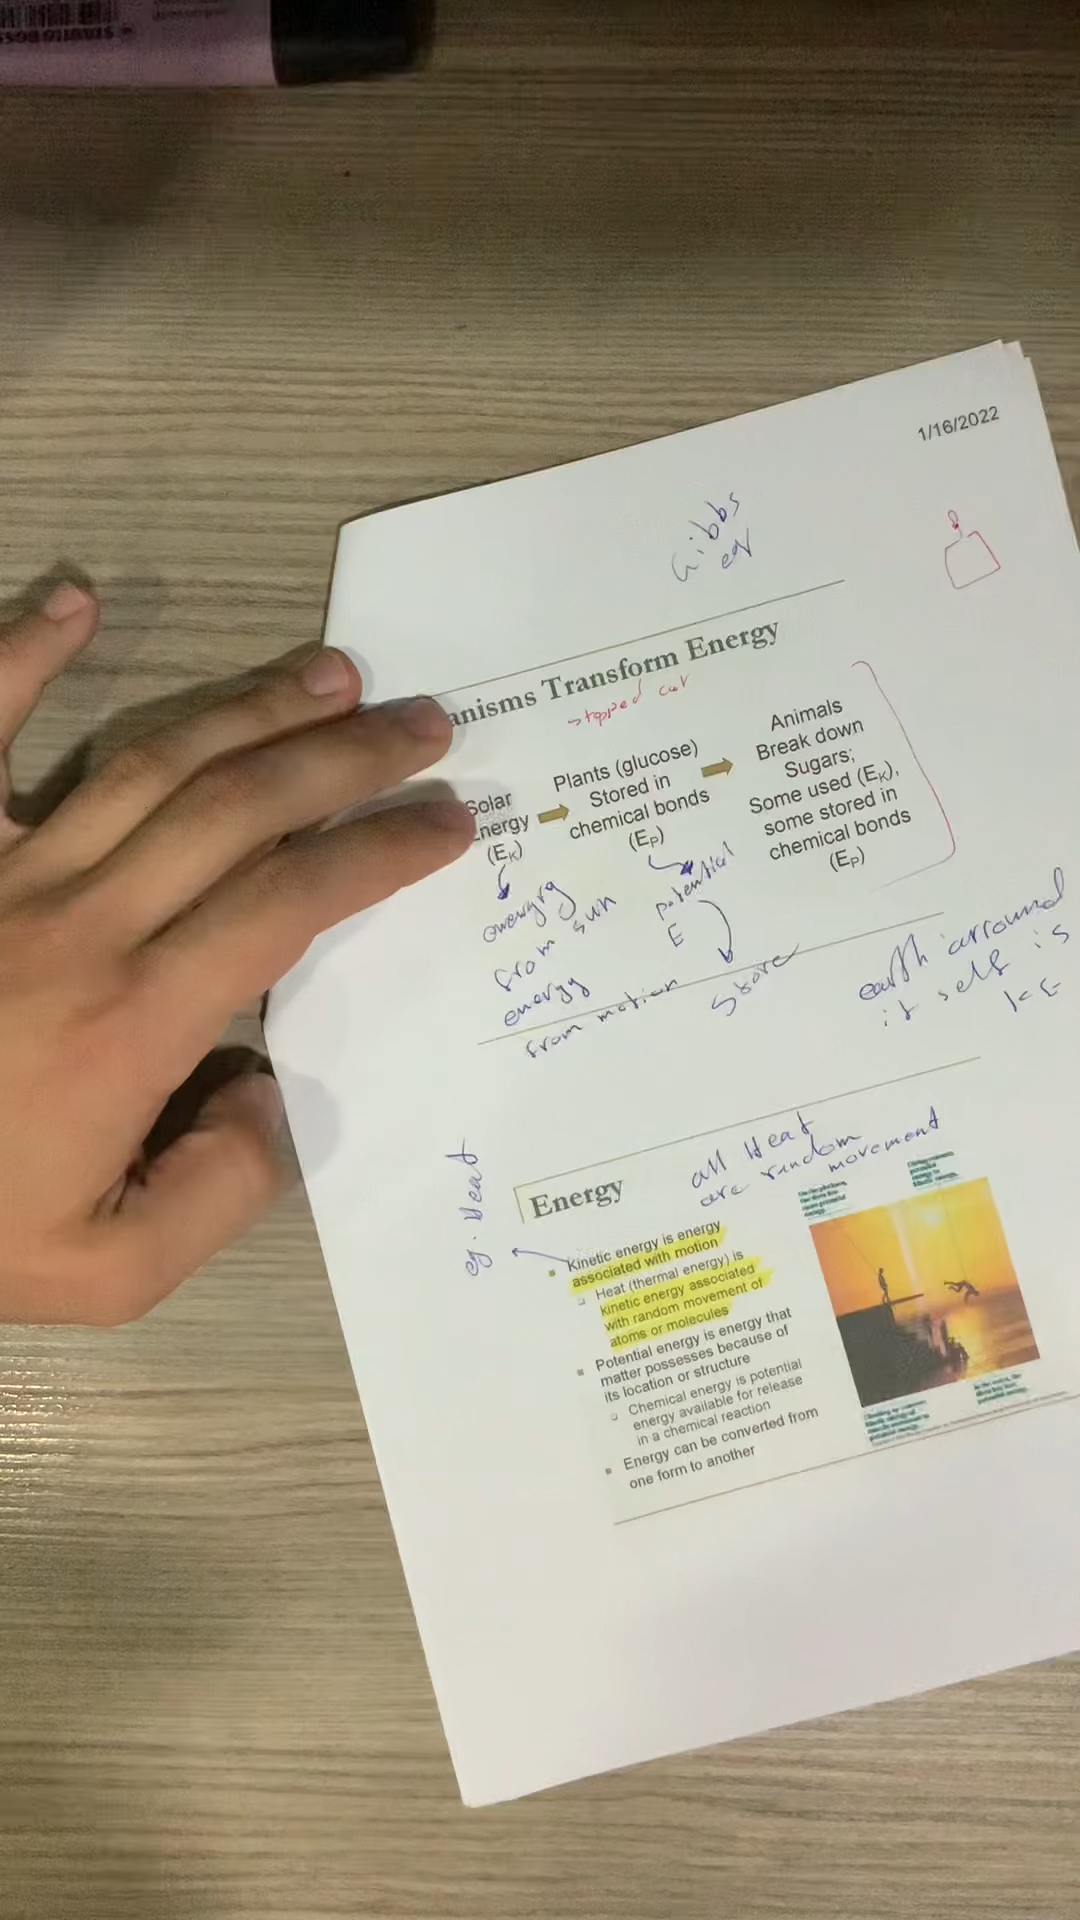 STABILO BOSS
1/16/2022
Gibbs
eq
anisms Transform Energy
stopped cat
Solar
nergy
(EK)
Plants (glucose)
Stored in
chemical bonds
(EP)
Animals
Break down
Sugars;
Some used (EK),
some stored in
chemical bonds
(EP)
from sun
energy
from motion
potential
E
store
earth arround
it self is
KE
eg. Heat
all Heat
are random
movement
Energy
▪ Kinetic energy is energy
associated with motion
▫ Heat (thermal energy) is
kinetic energy associated
with random movement of
atoms or molecules
▪ Potential energy is energy that
matter possesses because of
its location or structure
▫ Chemical energy is potential
energy available for release
in a chemical reaction
▪ Energy can be converted from
one form to another